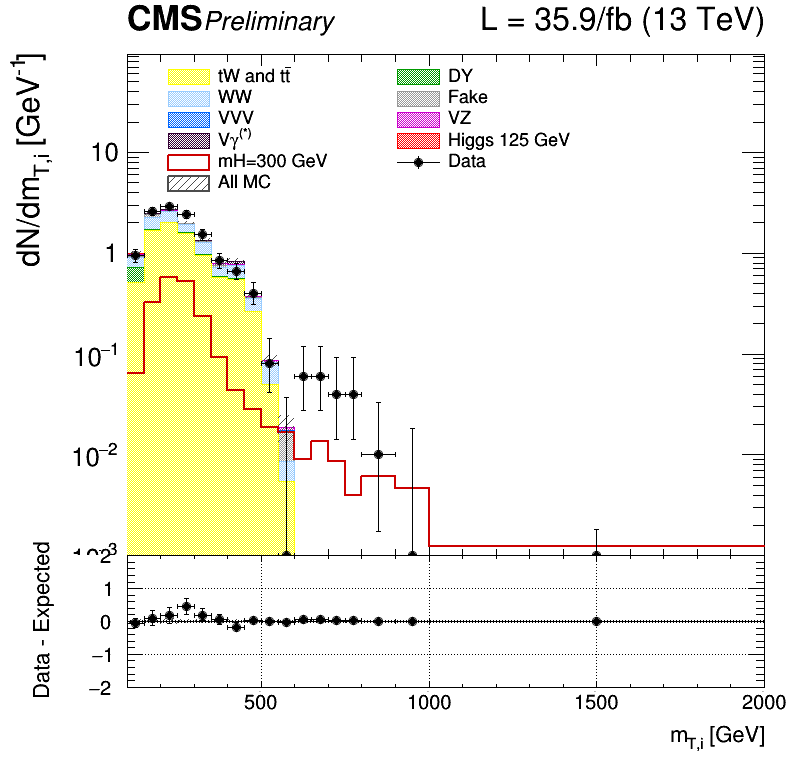 CMS Preliminary L = 35.9/fb (13 TeV)
dN/dm_{T,i} [GeV^{-1}]
tW and tt̄ DY
WW Fake
VVV VZ
Vγ^{(*)} Higgs 125 GeV
mH=300 GeV Data
All MC
10
1
10^{−1}
10^{−2}
Data - Expected
2
1
0
−1
−2
500 1000 1500 2000
m_{T,i} [GeV]